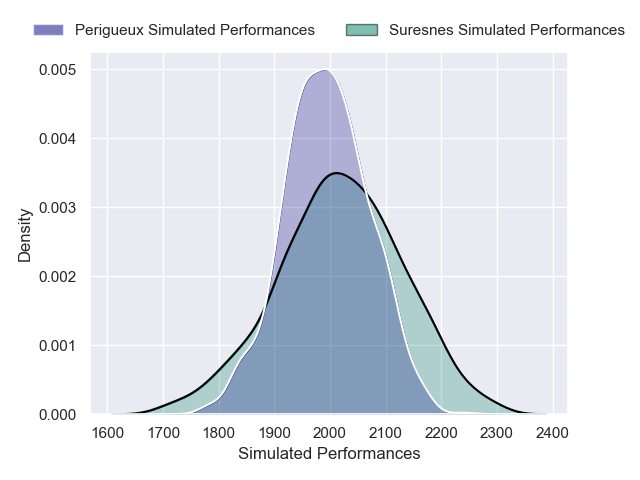 Perigueux Simulated Performances
Suresnes Simulated Performances
0.005
0.004
0.003
0.002
0.001
0.000
Density
1600 1700 1800 1900 2000 2100 2200 2300 2400
Simulated Performances